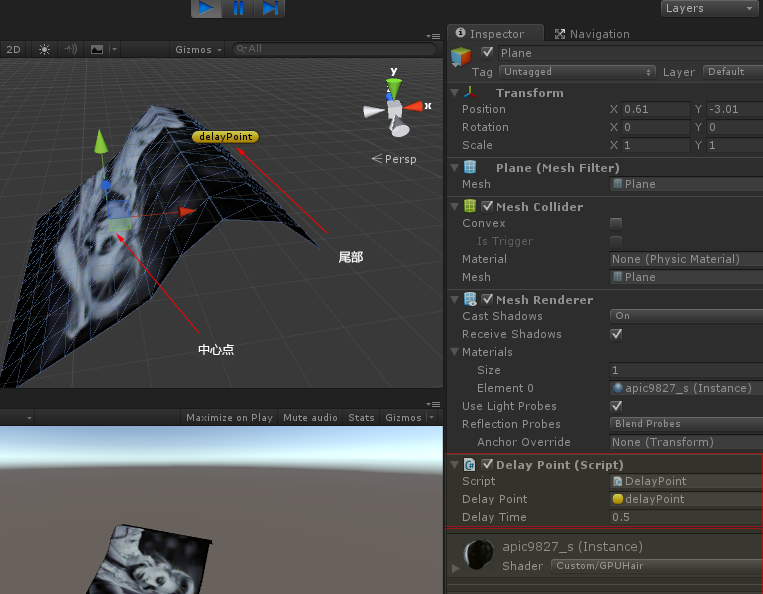 Layers
Inspector
Navigation
2D
Gizmos
All
Plane
Tag Untagged Layer Default
y
x
z
Persp
delayPoint
尾部
中心点
Transform
Position X 0.61 Y -3.01
Rotation X 0 Y 0
Scale X 1 Y 1
Plane (Mesh Filter)
Mesh Plane
Mesh Collider
Convex
Is Trigger
Material None (Physic Material)
Mesh Plane
Mesh Renderer
Cast Shadows On
Receive Shadows
Materials
Size 1
Element 0 apic9827_s (Instance)
Use Light Probes
Reflection Probes Blend Probes
Anchor Override None (Transform)
Maximize on Play Mute audio Stats Gizmos
Delay Point (Script)
Script DelayPoint
Delay Point delayPoint
Delay Time 0.5
apic9827_s (Instance)
Shader Custom/GPUHair